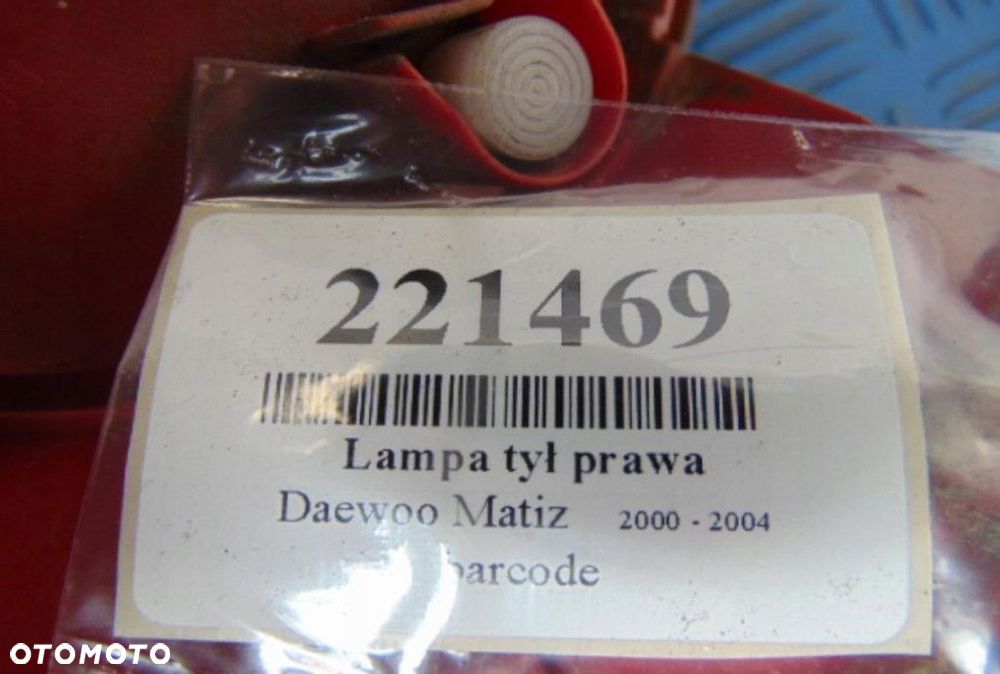 221469
Lampa tył prawa
Daewoo Matiz 2000 - 2004
barcode
OTOMOTO